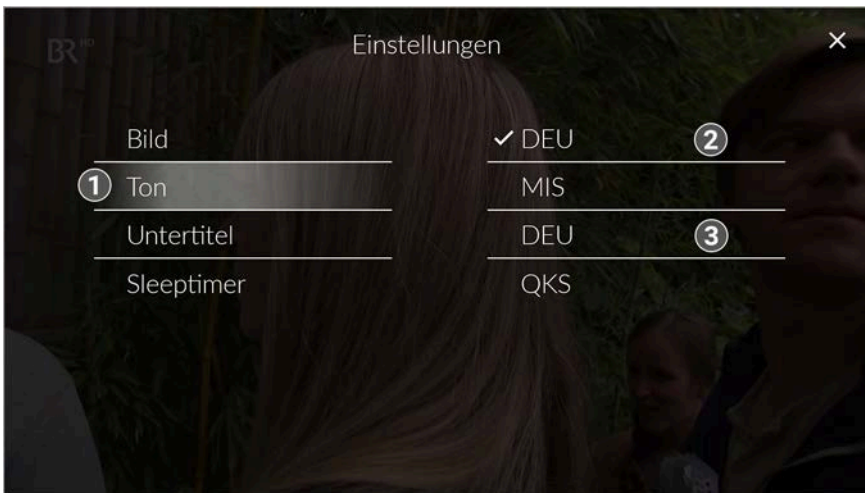 BR HD
Einstellungen ×
Bild
1 Ton
Untertitel
Sleeptimer
✓ DEU 2
MIS
DEU 3
QKS